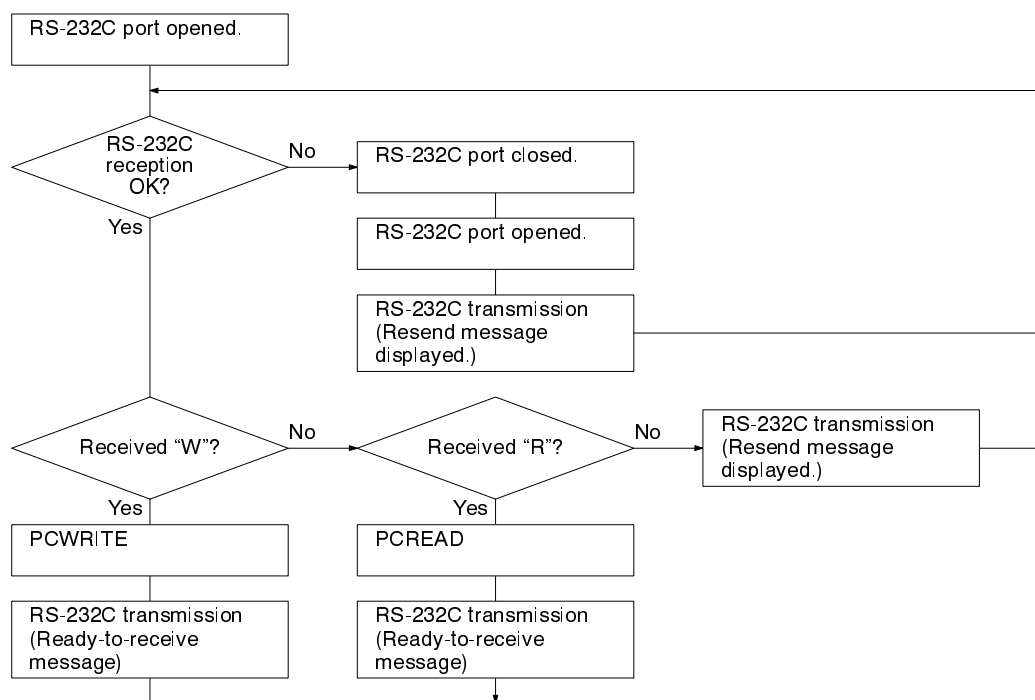 RS-232C port opened.
RS-232C
reception
OK?
No
RS-232C port closed.
Yes
RS-232C port opened.
RS-232C transmission
(Resend message
displayed.)
Received “W”?
No
Received “R”?
No
RS-232C transmission
(Resend message
displayed.)
Yes
Yes
PCWRITE
PCREAD
RS-232C transmission
(Ready-to-receive
message)
RS-232C transmission
(Ready-to-receive
message)